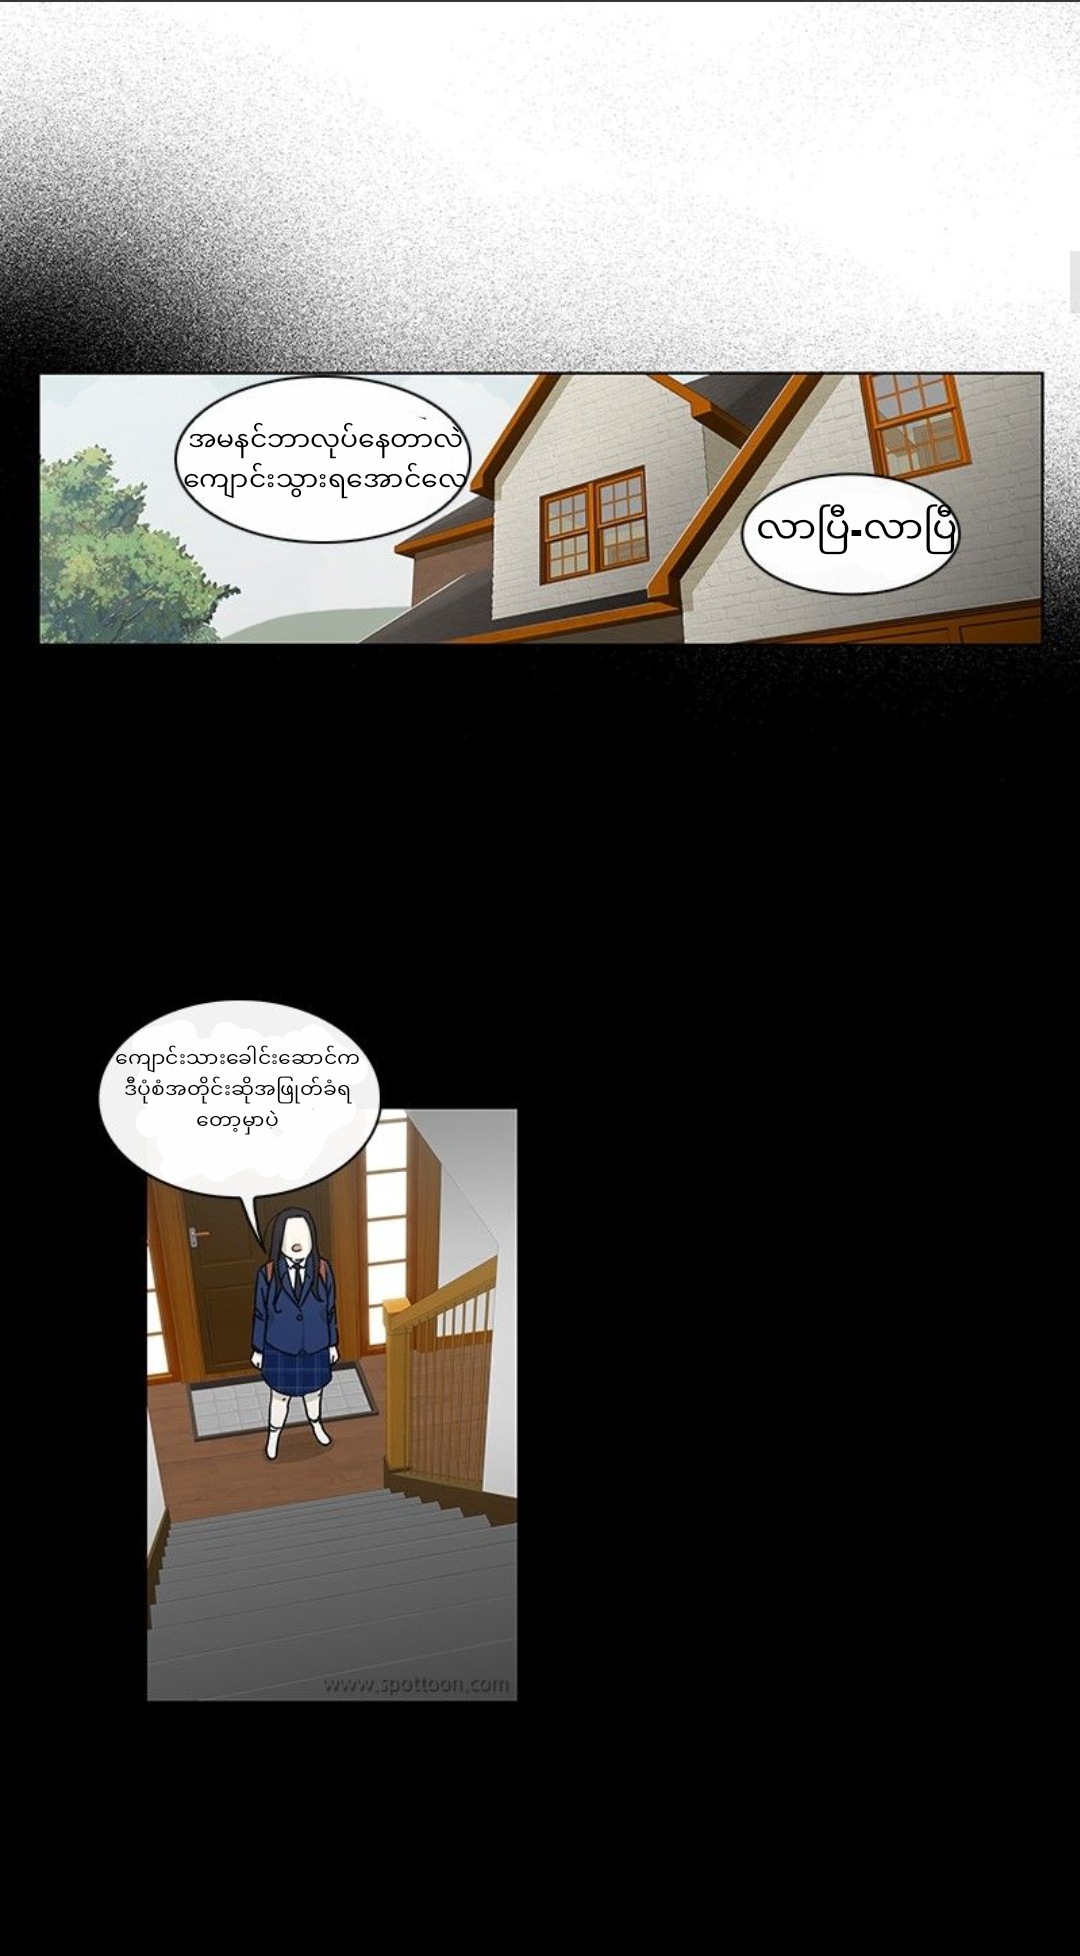 အမနင်ဘာလုပ်နေတာလဲ
ကျောင်းသွားရအောင်လေ
လာပြီ-လာပြီ
ကျောင်းသားခေါင်းဆောင်က
ဒီပုံစံအတိုင်းဆိုအဖြုတ်ခံရ
တော့မှာပဲ
www.spottoon.com